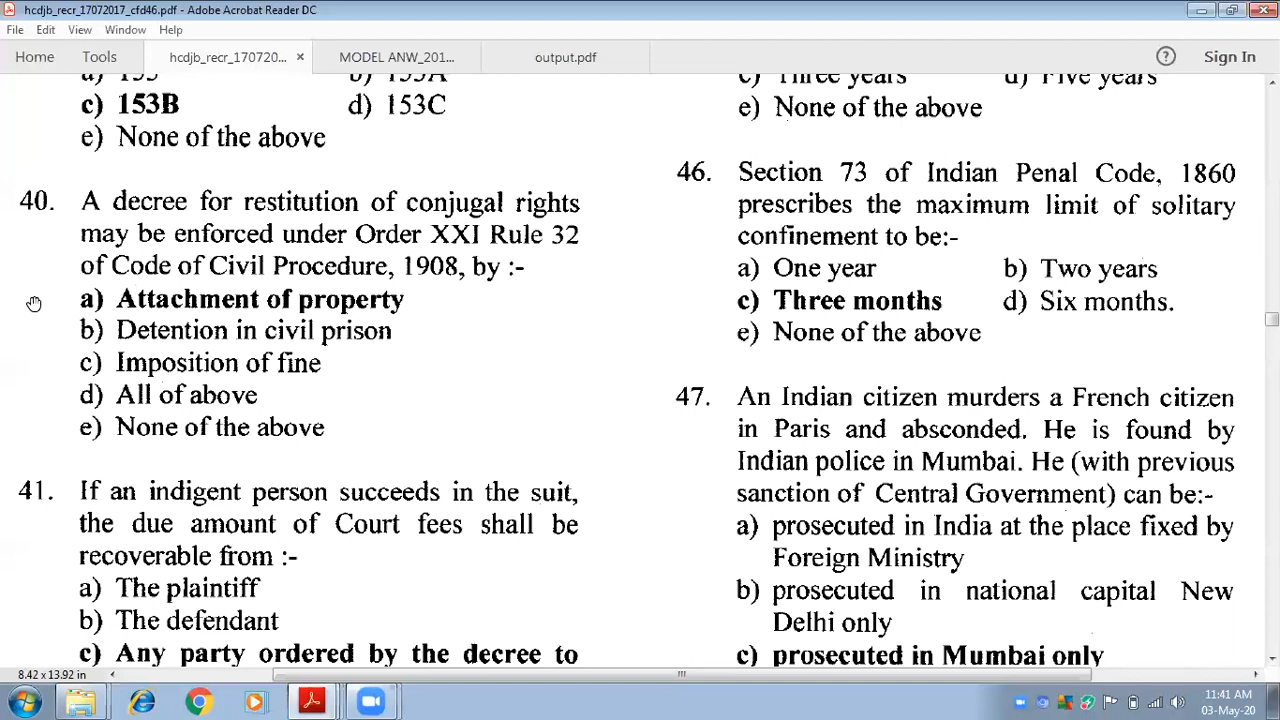 hcdjb_recr_17072017_cfd46.pdf - Adobe Acrobat Reader DC
File Edit View Window Help
Home Tools hcdjb_recr_170720... × MODEL ANW_201... output.pdf ? Sign In
a) 153 b) 153A
c) 153B d) 153C
e) None of the above
40. A decree for restitution of conjugal rights
may be enforced under Order XXI Rule 32
of Code of Civil Procedure, 1908, by :-
a) Attachment of property
b) Detention in civil prison
c) Imposition of fine
d) All of above
e) None of the above
41. If an indigent person succeeds in the suit,
the due amount of Court fees shall be
recoverable from :-
a) The plaintiff
b) The defendant
c) Any party ordered by the decree to
c) Three years d) Five years
e) None of the above
46. Section 73 of Indian Penal Code, 1860
prescribes the maximum limit of solitary
confinement to be:-
a) One year b) Two years
c) Three months d) Six months.
e) None of the above
47. An Indian citizen murders a French citizen
in Paris and absconded. He is found by
Indian police in Mumbai. He (with previous
sanction of Central Government) can be:-
a) prosecuted in India at the place fixed by
Foreign Ministry
b) prosecuted in national capital New
Delhi only
c) prosecuted in Mumbai only
8.42 x 13.92 in
11:41 AM
03-May-20